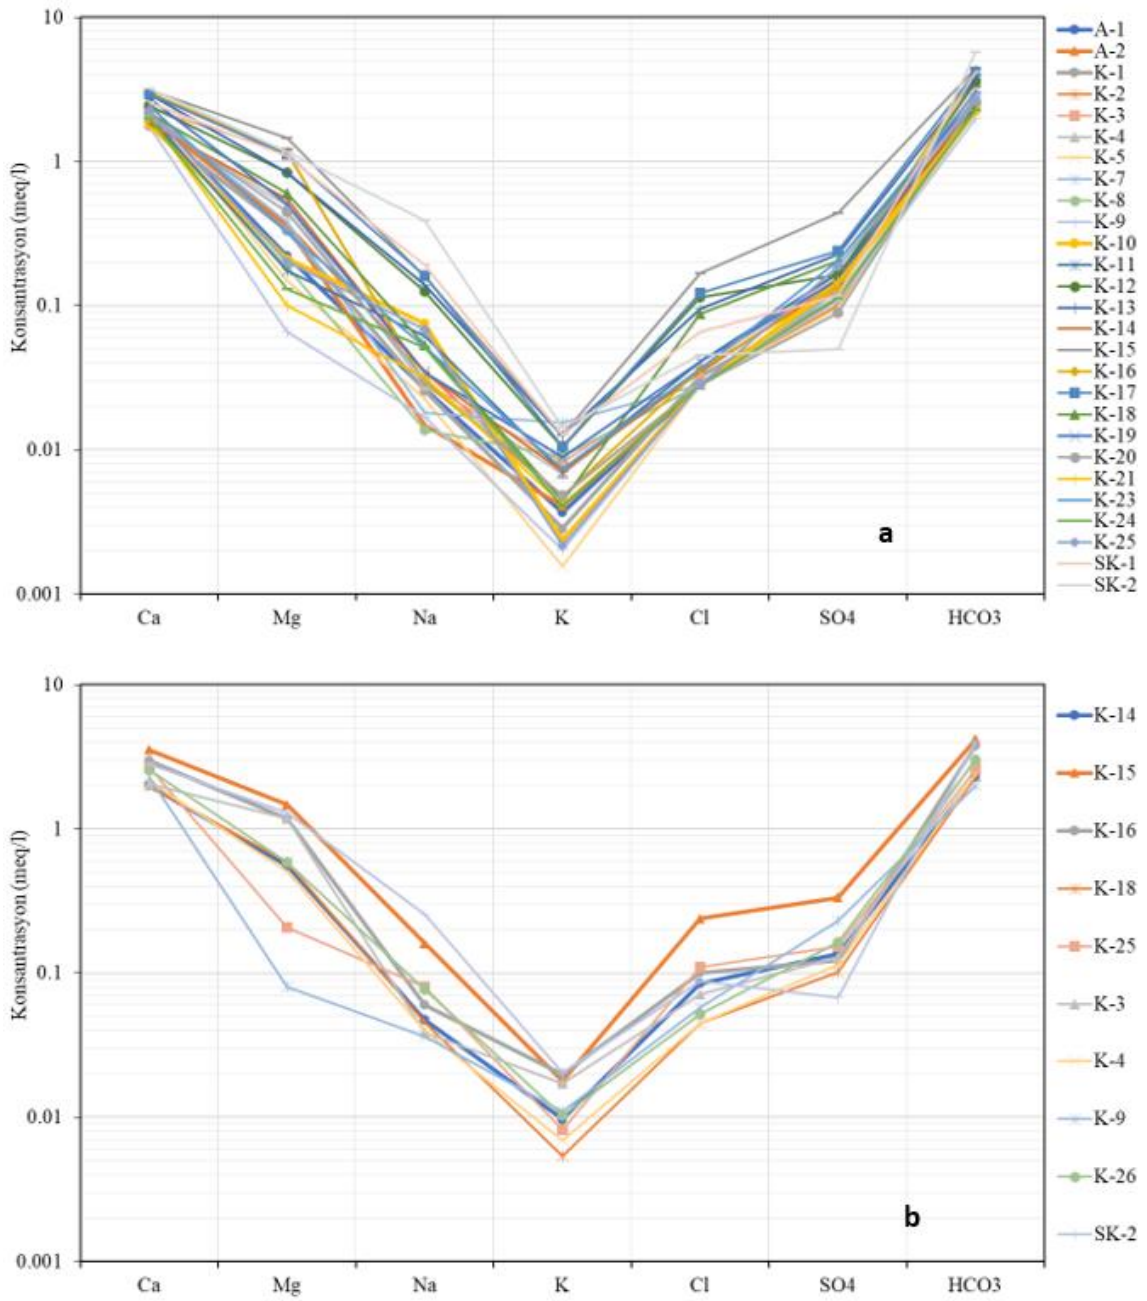 10
1
0.1
0.01
0.001
Konsantrasyon (meq/l)
Ca Mg Na K Cl SO4 HCO3
a
A-1
A-2
K-1
K-2
K-3
K-4
K-5
K-7
K-8
K-9
K-10
K-11
K-12
K-13
K-14
K-15
K-16
K-17
K-18
K-19
K-20
K-21
K-23
K-24
K-25
SK-1
SK-2
10
1
0.1
0.01
0.001
Konsantrasyon (meq/l)
Ca Mg Na K Cl SO4 HCO3
b
K-14
K-15
K-16
K-18
K-25
K-3
K-4
K-9
K-26
SK-2